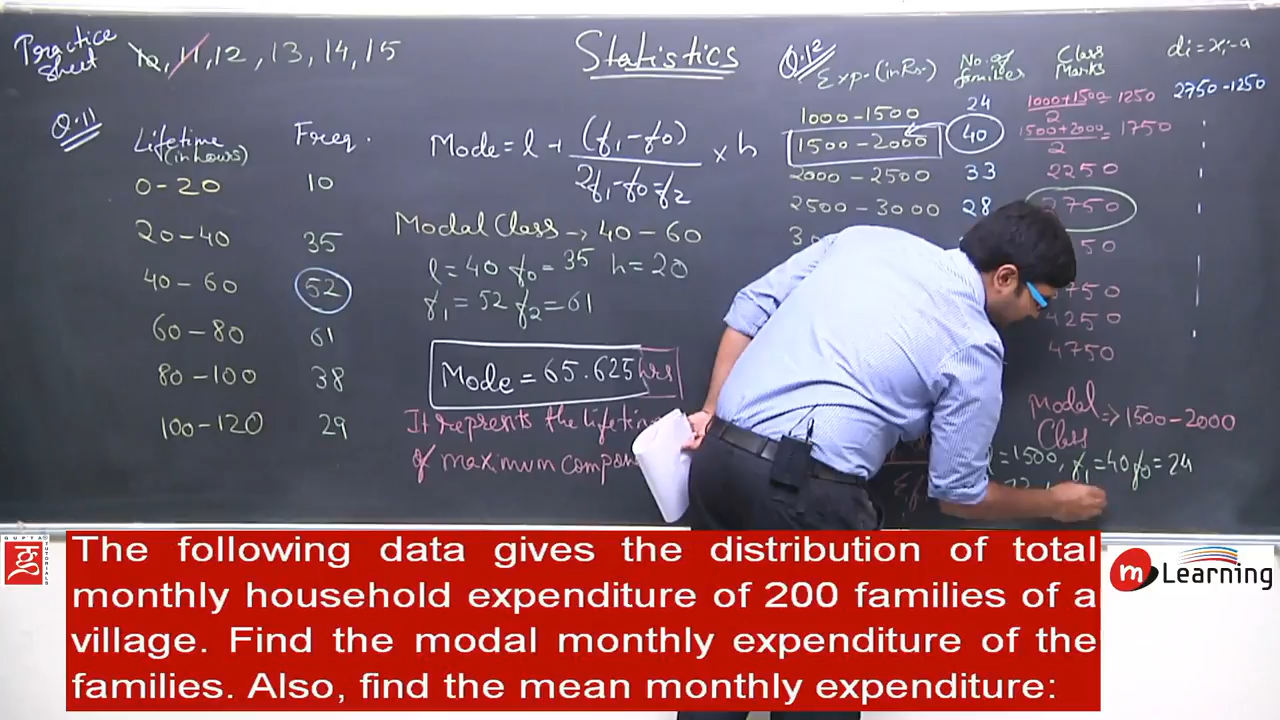 Practice
Sheet
10, 11, 12, 13, 14, 15
Statistics
Q.11
Lifetime
(in hours)
Freq.
0-20 10
20-40 35
40-60 52
60-80 61
80-100 38
100-120 29
Mode = l + (f1-f0)
2f1-f0=f2
× h
Modal Class → 40-60
l = 40 f0 = 35 h = 20
f1 = 52 f2 = 61
Mode = 65.625 hrs
It represents the
of maximum
Q.12
Exp. (in Rs.)
No. of
families
Class
Marks
di = xi-a
1000-1500 24 1000+1500 = 1250 2750-1250
2
1500-2000 40 1500+2000 = 1750
2
2000-2500 33 2250
2500-3000 28 2750
50
750
4250
4750
Modal
Class
=> 1500-2000
l = 1500, f1 = 40 f0 = 24
The following data gives the distribution of total
monthly household expenditure of 200 families of a
village. Find the modal monthly expenditure of the
families. Also, find the mean monthly expenditure:
GUPTA
TUTORIALS
m Learning